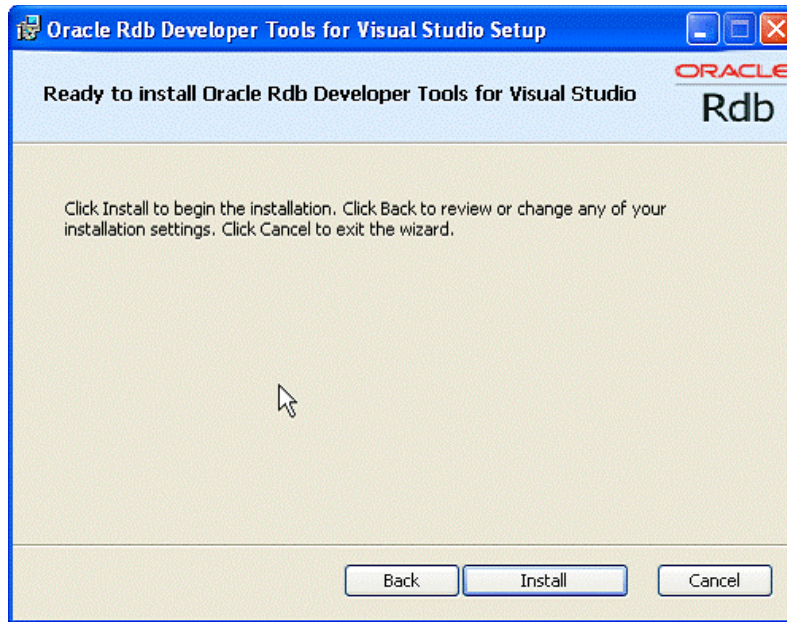 Oracle Rdb Developer Tools for Visual Studio Setup
ORACLE
Ready to install Oracle Rdb Developer Tools for Visual Studio
Rdb
Click Install to begin the installation. Click Back to review or change any of your
installation settings. Click Cancel to exit the wizard.
Back Install Cancel